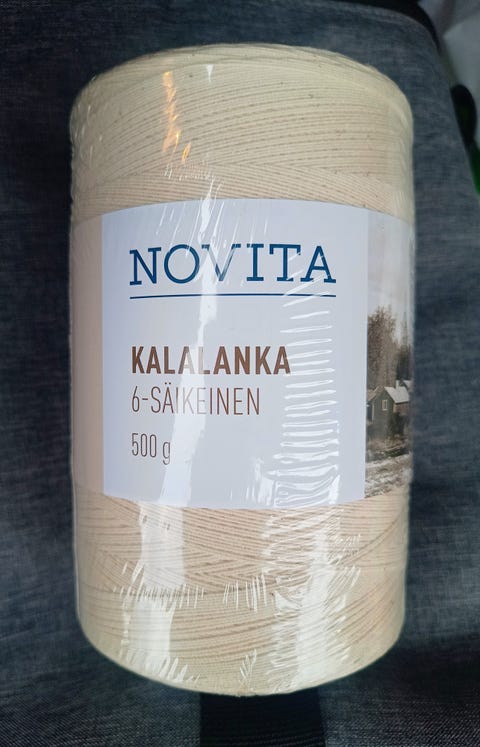 NOVITA
KALALANKA
6-SÄIKEINEN
500 g